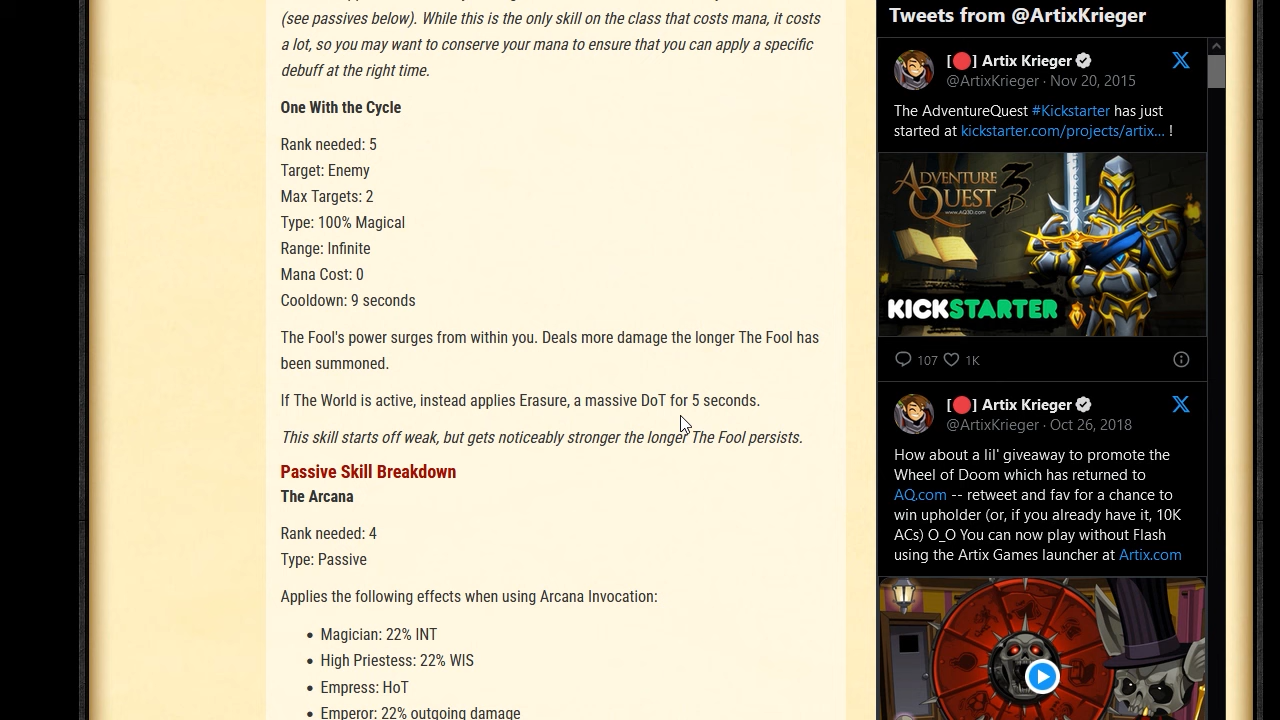 (see passives below). While this is the only skill on the class that costs mana, it costs
a lot, so you may want to conserve your mana to ensure that you can apply a specific
debuff at the right time.
One With the Cycle
Rank needed: 5
Target: Enemy
Max Targets: 2
Type: 100% Magical
Range: Infinite
Mana Cost: 0
Cooldown: 9 seconds
The Fool's power surges from within you. Deals more damage the longer The Fool has
been summoned.
If The World is active, instead applies Erasure, a massive DoT for 5 seconds.
This skill starts off weak, but gets noticeably stronger the longer The Fool persists.
Passive Skill Breakdown
The Arcana
Rank needed: 4
Type: Passive
Applies the following effects when using Arcana Invocation:
• Magician: 22% INT
• High Priestess: 22% WIS
• Empress: HoT
• Emperor: 22% outgoing damage
Tweets from @ArtixKrieger
[🔴] Artix Krieger
@ArtixKrieger · Nov 20, 2015
The AdventureQuest #Kickstarter has just
started at kickstarter.com/projects/artix... !
ADVENTURE
QUEST 3D
www.AQ3D.com
KICKSTARTER
107 1K
[🔴] Artix Krieger
@ArtixKrieger · Oct 26, 2018
How about a lil' giveaway to promote the
Wheel of Doom which has returned to
AQ.com -- retweet and fav for a chance to
win upholder (or, if you already have it, 10K
ACs) O_O You can now play without Flash
using the Artix Games launcher at Artix.com